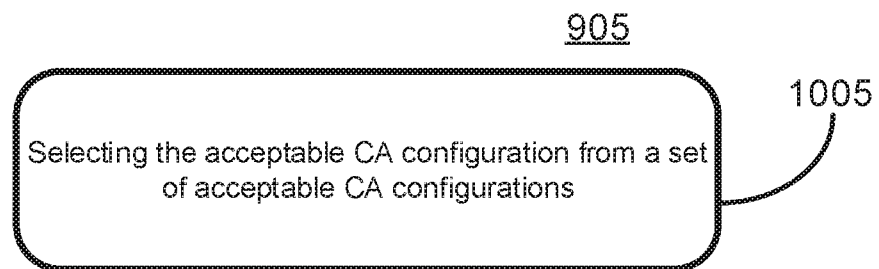 905
1005
Selecting the acceptable CA configuration from a set
of acceptable CA configurations